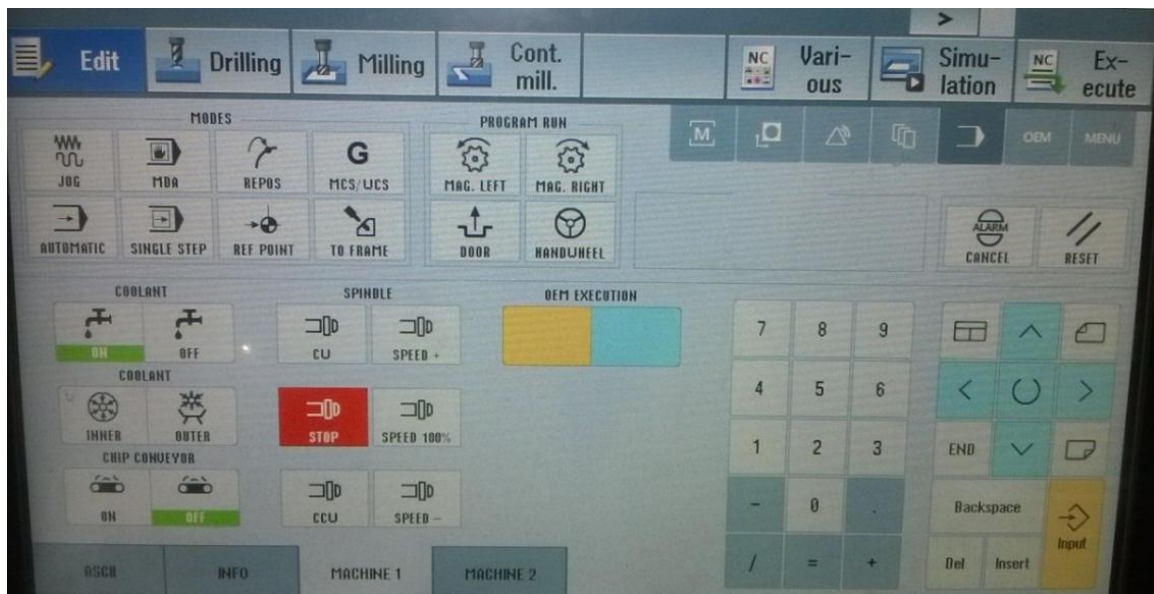 >
Edit
Drilling
Milling
Cont.
mill.
NC
Vari-
ous
Simu-
lation
NC
Ex-
ecute
MODES
PROGRAM RUN
M
OEM
MENU
JOG
MDA
REPOS
G
MCS/WCS
MAG. LEFT
MAG. RIGHT
AUTOMATIC
SINGLE STEP
REF POINT
TO FRAME
DOOR
HANDWHEEL
ALARM
CANCEL
RESET
COOLANT
SPINDLE
OEM EXECUTION
ON
OFF
CW
SPEED +
7 8 9
COOLANT
INNER
OUTER
STOP
SPEED 100%
4 5 6
< >
CHIP CONVEYOR
1 2 3
END
ON
OFF
CCW
SPEED -
- 0 .
Backspace
Input
ASCII
INFO
MACHINE 1
MACHINE 2
/ = +
Del
Insert